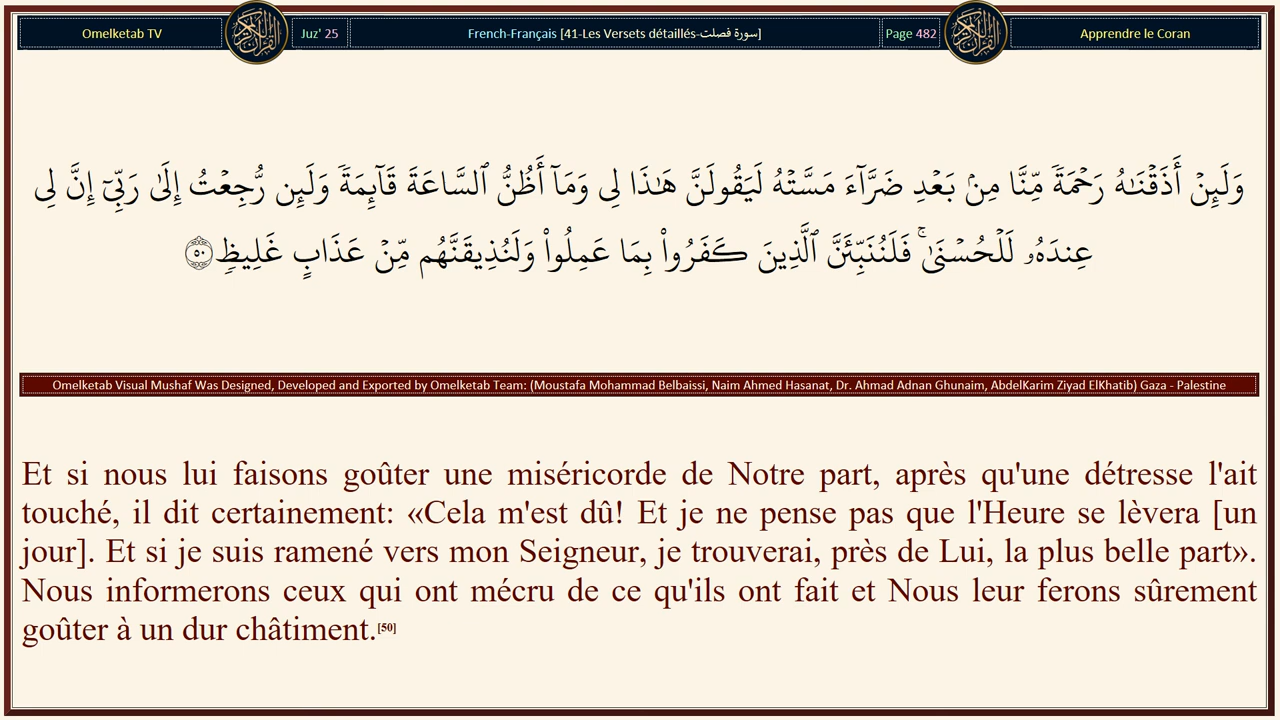 Omelketab TV
Juz' 25
French-Français [41-Les Versets détaillés-سورة فصلت]
Page 482
Apprendre le Coran
وَلَئِنۡ أَذَقۡنَٰهُ رَحۡمَةٗ مِّنَّا مِنۢ بَعۡدِ ضَرَّآءَ مَسَّتۡهُ لَيَقُولَنَّ هَٰذَا لِي وَمَآ أَظُنُّ ٱلسَّاعَةَ قَآئِمَةٗ وَلَئِن رُّجِعۡتُ إِلَىٰ رَبِّيٓ إِنَّ لِي
عِندَهُۥ لَلۡحُسۡنَىٰۚ فَلَنُنَبِّئَنَّ ٱلَّذِينَ كَفَرُواْ بِمَا عَمِلُواْ وَلَنُذِيقَنَّهُم مِّنۡ عَذَابٍ غَلِيظٖ ٥٠
Omelketab Visual Mushaf Was Designed, Developed and Exported by Omelketab Team: (Moustafa Mohammad Belbaissi, Naim Ahmed Hasanat, Dr. Ahmad Adnan Ghunaim, AbdelKarim Ziyad ElKhatib) Gaza - Palestine
Et si nous lui faisons goûter une miséricorde de Notre part, après qu'une détresse l'ait
touché, il dit certainement: «Cela m'est dû! Et je ne pense pas que l'Heure se lèvera [un
jour]. Et si je suis ramené vers mon Seigneur, je trouverai, près de Lui, la plus belle part».
Nous informerons ceux qui ont mécru de ce qu'ils ont fait et Nous leur ferons sûrement
goûter à un dur châtiment.[50]